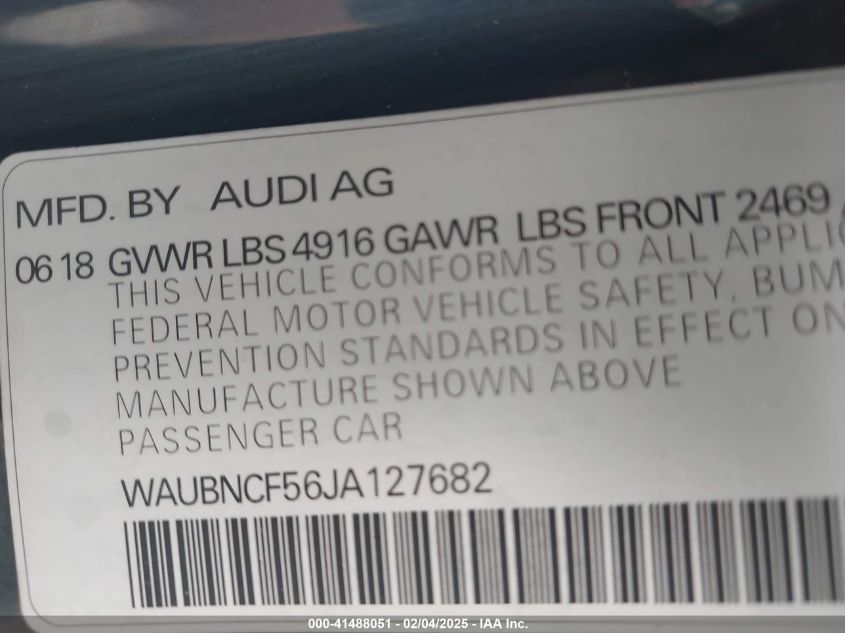 MFD. BY AUDI AG
06 18 GVWR LBS 4916 GAWR LBS FRONT 2469
THIS VEHICLE CONFORMS TO ALL
FEDERAL MOTOR VEHICLE SAFETY,
PREVENTION STANDARDS IN EFFECT ON
MANUFACTURE SHOWN ABOVE
PASSENGER CAR
WAUBNCF56JA127682
000-41488051 - 02/04/2025 - IAA Inc.